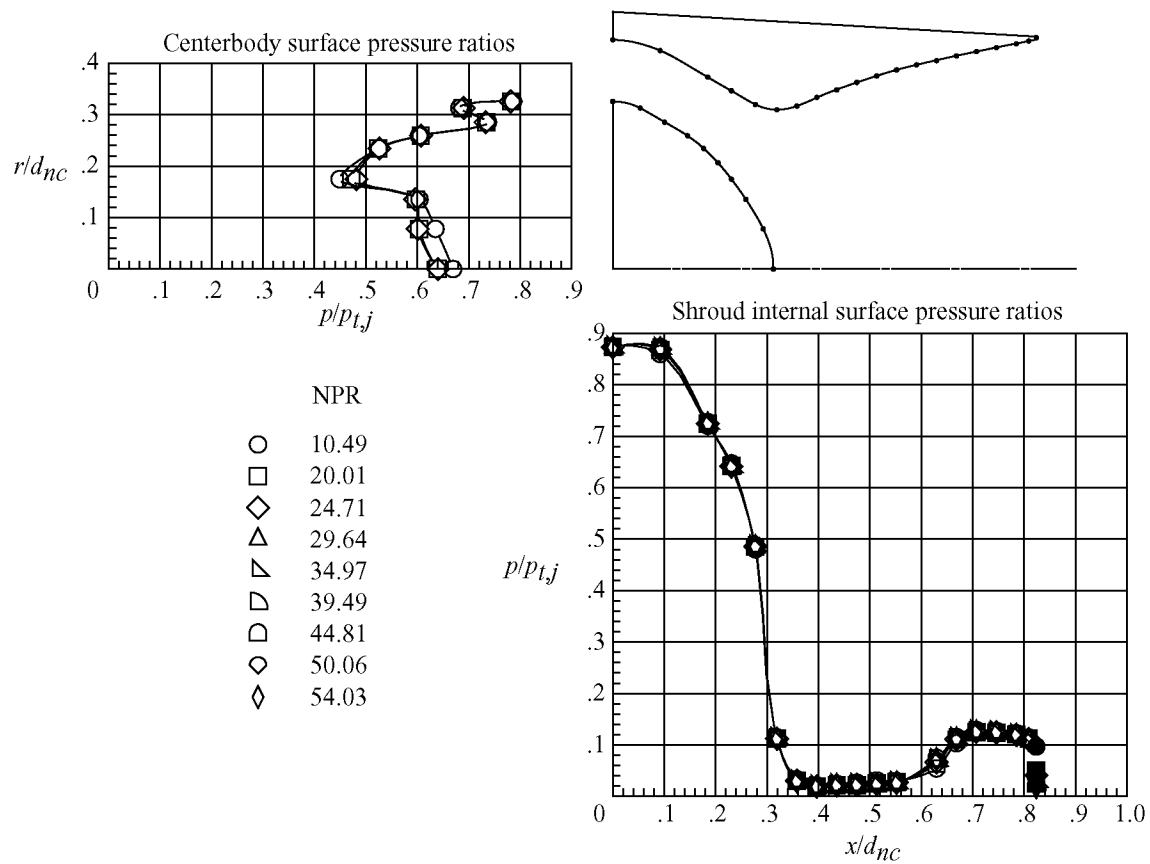 Centerbody surface pressure ratios
.4
.3
.2
.1
r/d_nc
0 .1 .2 .3 .1 .5 .6 .7 .8 .9
p/p_t,j
NPR
10.49
20.01
24.71
29.64
34.97
39.49
44.81
50.06
54.03
Shroud internal surface pressure ratios
.9
.8
.7
.6
.5
.4
.3
.2
.1
p/p_t,j
0 .1 .2 .3 .4 .5 .6 .7 .8 .9 1.0
x/d_nc